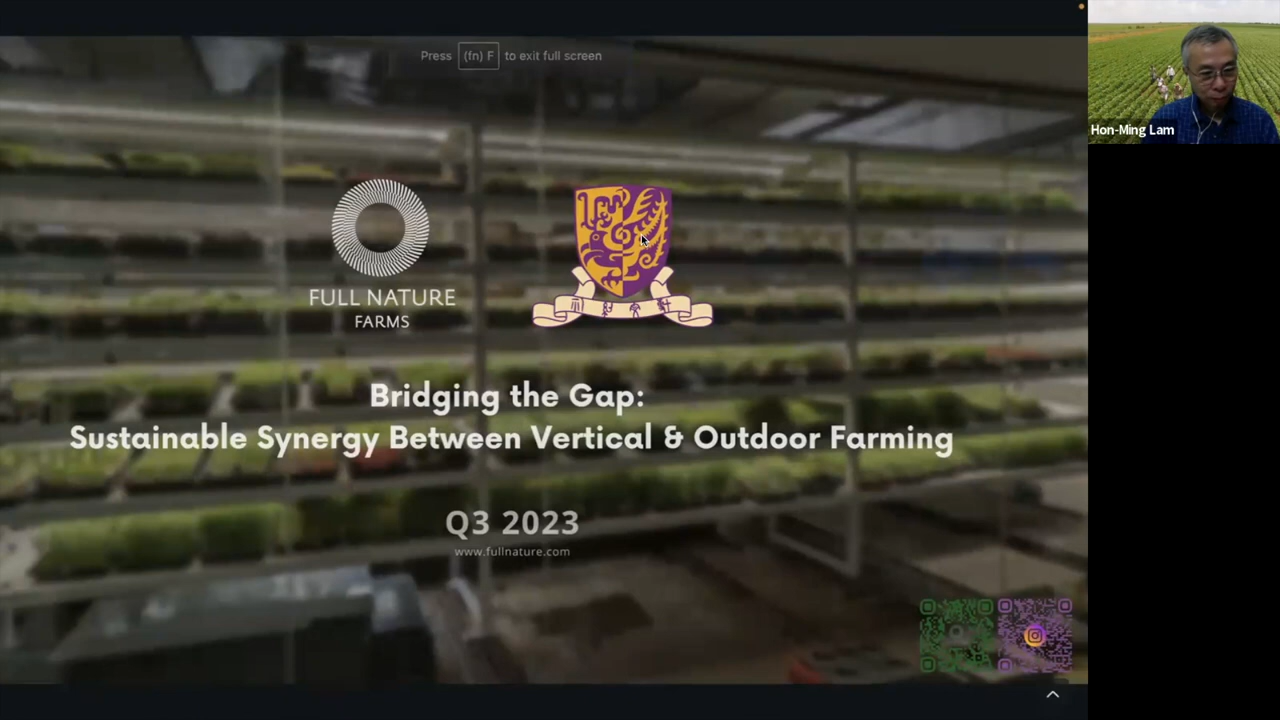 Press (fn) F to exit full screen
Hon-Ming Lam
FULL NATURE
FARMS
Bridging the Gap:
Sustainable Synergy Between Vertical & Outdoor Farming
Q3 2023
www.fullnature.com